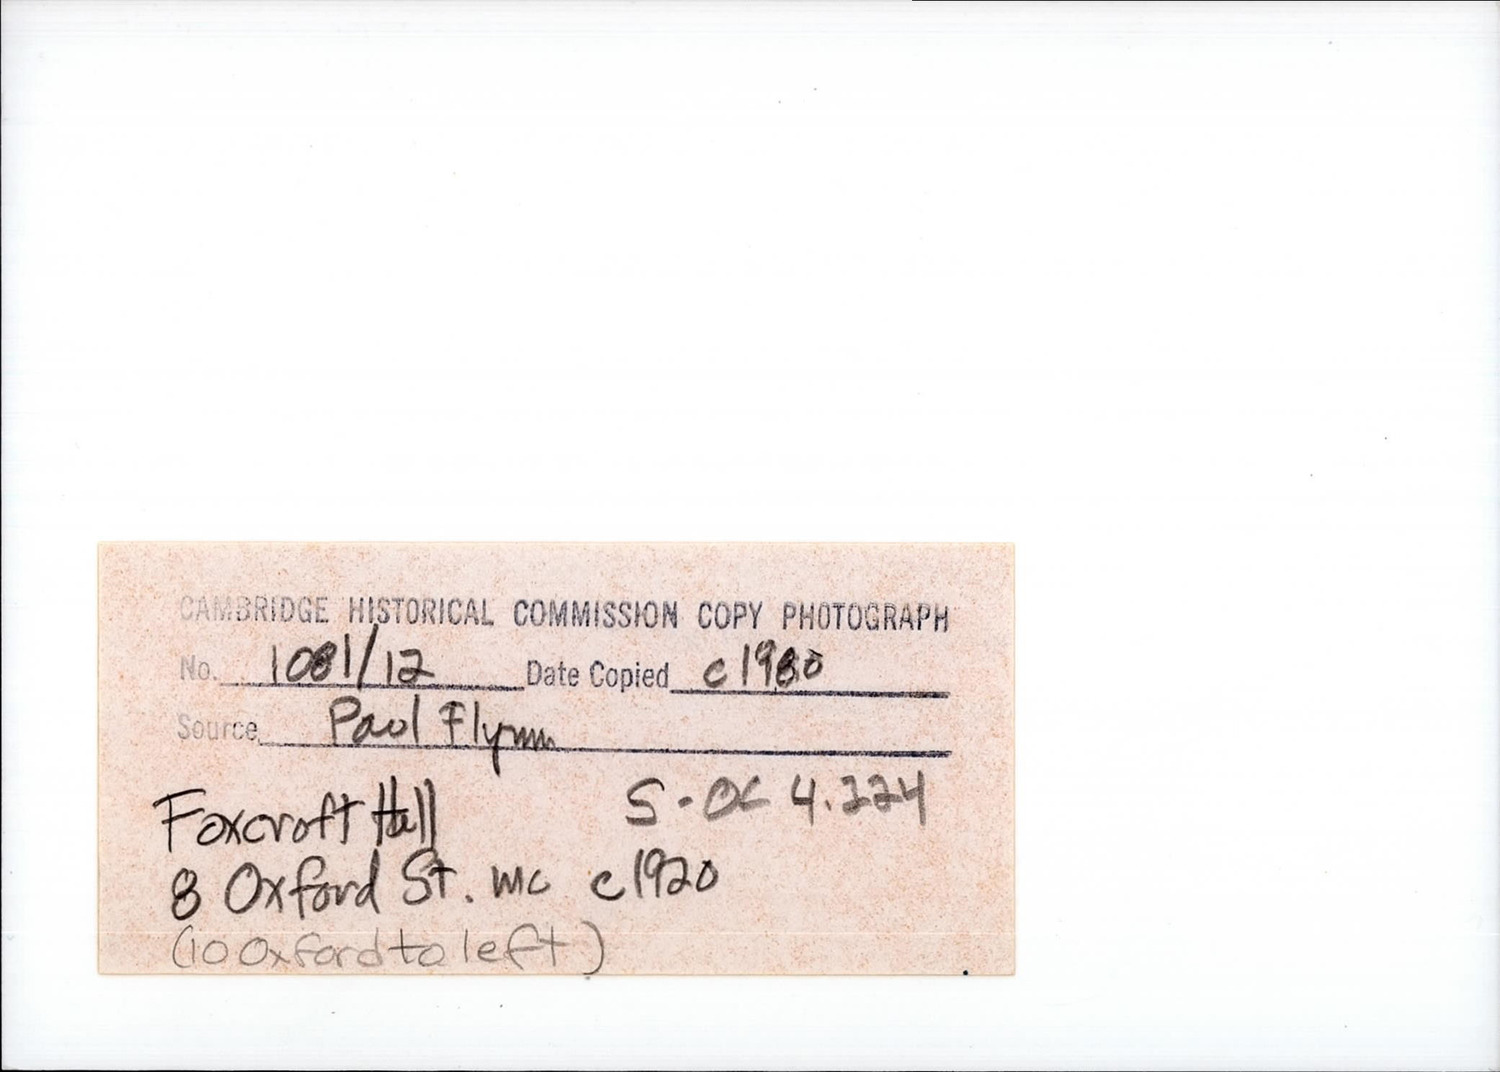 CAMBRIDGE HISTORICAL COMMISSION COPY PHOTOGRAPH
No. 1081/12 Date Copied c1980
Source Paul Flynn
Foxcroft Hall S-OC 4.224
8 Oxford St. mc c1920
(10 Oxford to left)